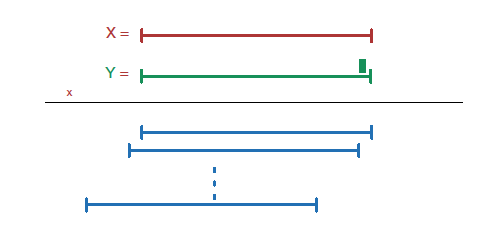 X =
Y =
x